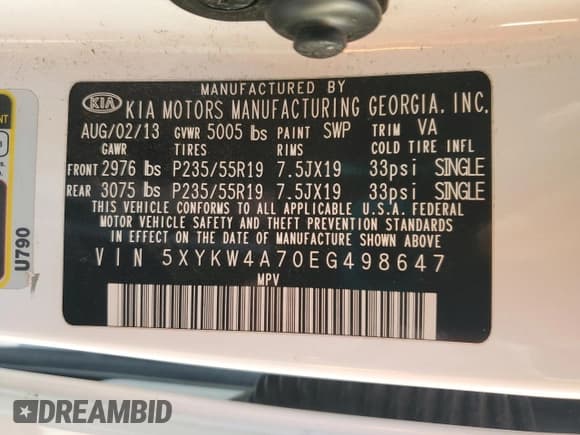 MANUFACTURED BY
KIA KIA MOTORS MANUFACTURING GEORGIA, INC.
AUG/02/13 GVWR 5005 lbs PAINT SWP TRIM VA
GAWR TIRES RIMS COLD TIRE INFL
FRONT 2976 lbs P235/55R19 7.5JX19 33psi SINGLE
REAR 3075 lbs P235/55R19 7.5JX19 33psi SINGLE
THIS VEHICLE CONFORMS TO ALL APPLICABLE U.S.A. FEDERAL
MOTOR VEHICLE SAFETY AND THEFT PREVENTION STANDARDS
IN EFFECT ON THE DATE OF MANUFACTURE SHOWN ABOVE.
VIN 5XYKW4A70EG498647
MPV
U790
DREAMBID